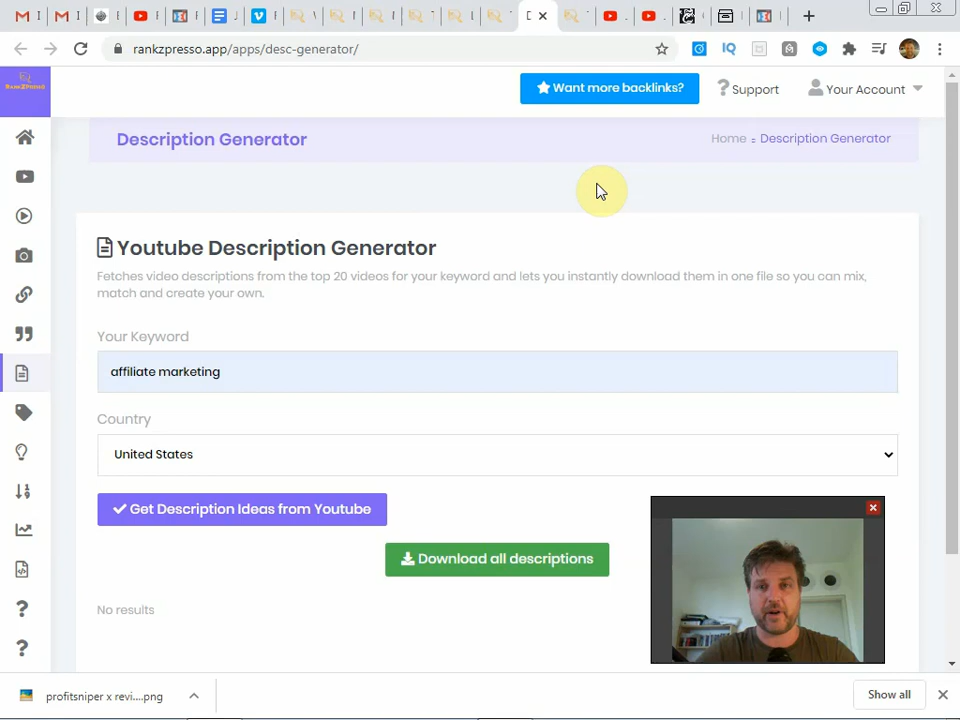 rankzpresso.app/apps/desc-generator/
RANKZPRESSO
Want more backlinks?
Support
Your Account
Description Generator
Home
Description Generator
Youtube Description Generator
Fetches video descriptions from the top 20 videos for your keyword and lets you instantly download them in one file so you can mix,
match and create your own.
Your Keyword
affiliate marketing
Country
United States
Get Description Ideas from Youtube
Download all descriptions
No results
profitsniper x revi....png
Show all